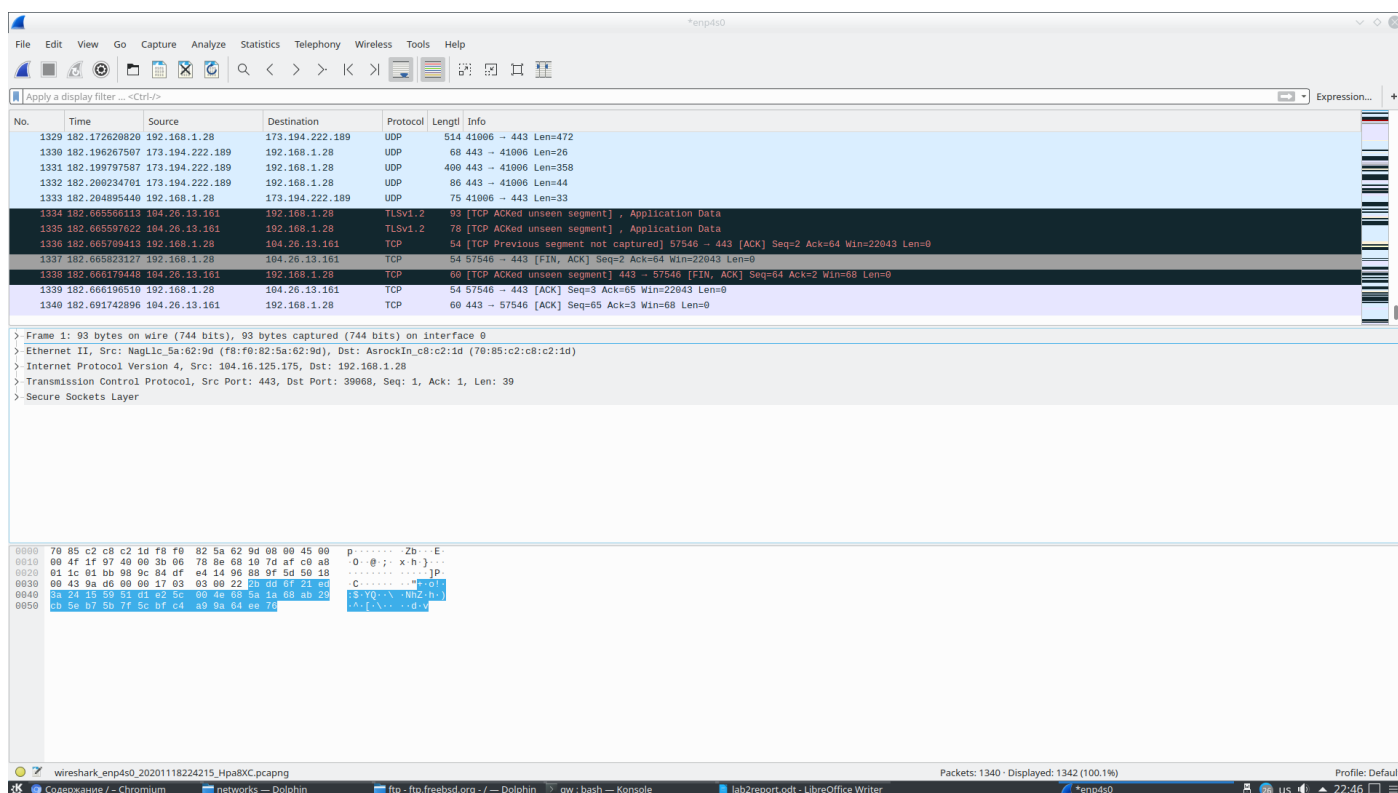 *enp4s0
File Edit View Go Capture Analyze Statistics Telephony Wireless Tools Help
Apply a display filter ... <Ctrl-/> Expression... +
No. Time Source Destination Protocol Lengtl Info
1329 182.172620820 192.168.1.28 173.194.222.189 UDP 514 41006 → 443 Len=472
1330 182.196267507 173.194.222.189 192.168.1.28 UDP 68 443 → 41006 Len=26
1331 182.199797587 173.194.222.189 192.168.1.28 UDP 400 443 → 41006 Len=358
1332 182.200234701 173.194.222.189 192.168.1.28 UDP 86 443 → 41006 Len=44
1333 182.204895440 192.168.1.28 173.194.222.189 UDP 75 41006 → 443 Len=33
1334 182.665566113 104.26.13.161 192.168.1.28 TLSv1.2 93 [TCP ACKed unseen segment] , Application Data
1335 182.665597622 104.26.13.161 192.168.1.28 TLSv1.2 78 [TCP ACKed unseen segment] , Application Data
1336 182.665709413 192.168.1.28 104.26.13.161 TCP 54 [TCP Previous segment not captured] 57546 → 443 [ACK] Seq=2 Ack=64 Win=22043 Len=0
1337 182.665823127 192.168.1.28 104.26.13.161 TCP 54 57546 → 443 [FIN, ACK] Seq=2 Ack=64 Win=22043 Len=0
1338 182.666179448 104.26.13.161 192.168.1.28 TCP 60 [TCP ACKed unseen segment] 443 → 57546 [FIN, ACK] Seq=64 Ack=2 Win=68 Len=0
1339 182.666196510 192.168.1.28 104.26.13.161 TCP 54 57546 → 443 [ACK] Seq=3 Ack=65 Win=22043 Len=0
1340 182.691742896 104.26.13.161 192.168.1.28 TCP 60 443 → 57546 [ACK] Seq=65 Ack=3 Win=68 Len=0
Frame 1: 93 bytes on wire (744 bits), 93 bytes captured (744 bits) on interface 0
Ethernet II, Src: NagLlc_5a:62:9d (f8:f0:82:5a:62:9d), Dst: AsrockIn_c8:c2:1d (70:85:c2:c8:c2:1d)
Internet Protocol Version 4, Src: 104.16.125.175, Dst: 192.168.1.28
Transmission Control Protocol, Src Port: 443, Dst Port: 39068, Seq: 1, Ack: 1, Len: 39
Secure Sockets Layer
0000 70 85 c2 c8 c2 1d f8 f0 82 5a 62 9d 08 00 45 00 p······· ·Zb···E·
0010 00 4f 1f 97 40 00 3b 06 78 8e 68 10 7d af c0 a8 ·O··@·;· x·h·}···
0020 01 1c 01 bb 98 9c 84 df e4 14 96 88 9f 5d 50 18 ········ ·····]P·
0030 00 43 9a d6 00 00 17 03 03 00 22 2b dd 6f 21 ed ·C······ ··"+·o!·
0040 3a 24 15 59 51 d1 e2 5c 00 4e 68 5a 1a 68 ab 29 :$·YQ··\ ·NhZ·h·)
0050 cb 5e b7 5b 7f 5c bf c4 a9 9a 64 ee 76 ·^·[·\·· ··d·v
wireshark_enp4s0_20201118224215_Hpa8XC.pcapng Packets: 1340 · Displayed: 1342 (100.1%) Profile: Defaul
Содержание / – Chromium networks — Dolphin ftp - ftp.freebsd.org - / — Dolphin gw : bash — Konsole lab2report.odt - LibreOffice Writer *enp4s0 26 us 22:46